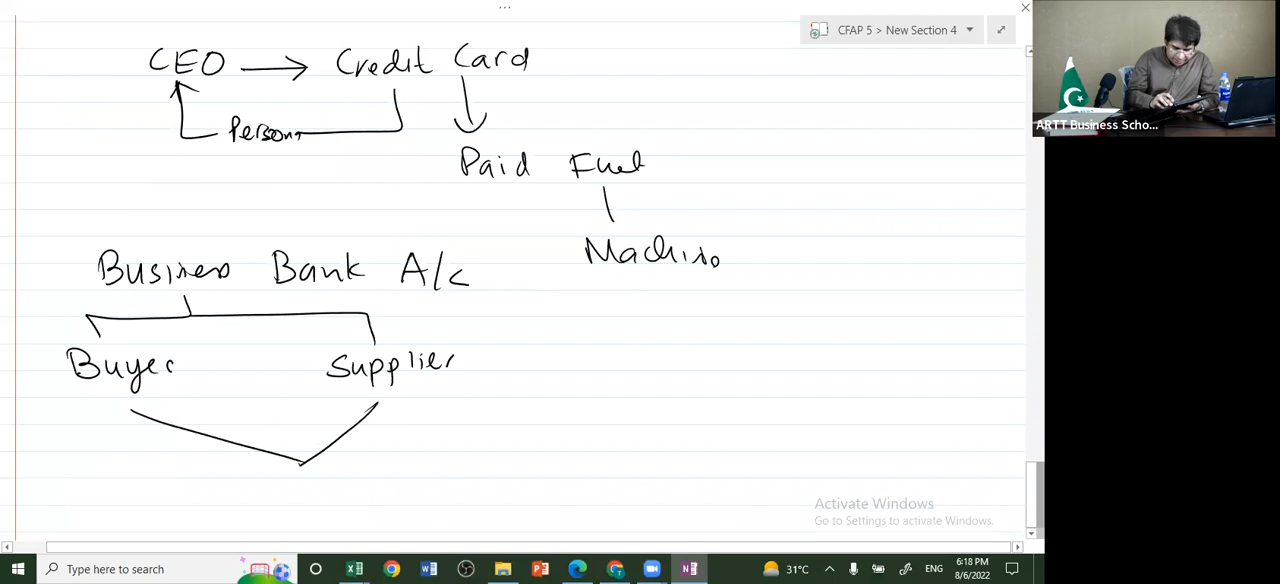 ...
CFAP 5 > New Section 4
CEO → Credit Card
Person
ARTT Business Scho...
Paid Fuel
Machine
Business Bank A/c
Buyer Supplier
Activate Windows
Go to Settings to activate Windows.
Type here to search
31°C
ENG
6:18 PM
8/6/2022